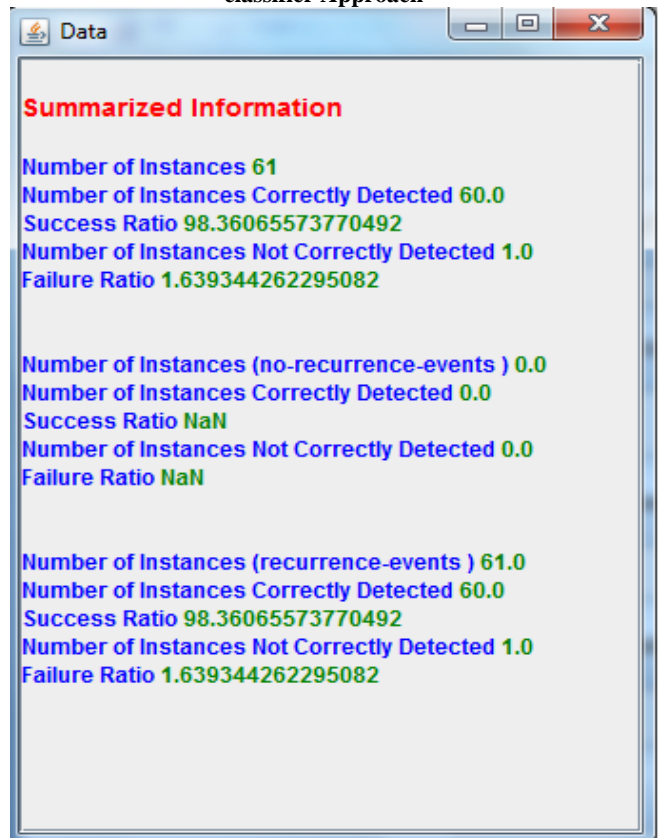 classifier Approach
Data
Summarized Information
Number of Instances 61
Number of Instances Correctly Detected 60.0
Success Ratio 98.36065573770492
Number of Instances Not Correctly Detected 1.0
Failure Ratio 1.639344262295082
Number of Instances (no-recurrence-events ) 0.0
Number of Instances Correctly Detected 0.0
Success Ratio NaN
Number of Instances Not Correctly Detected 0.0
Failure Ratio NaN
Number of Instances (recurrence-events ) 61.0
Number of Instances Correctly Detected 60.0
Success Ratio 98.36065573770492
Number of Instances Not Correctly Detected 1.0
Failure Ratio 1.639344262295082